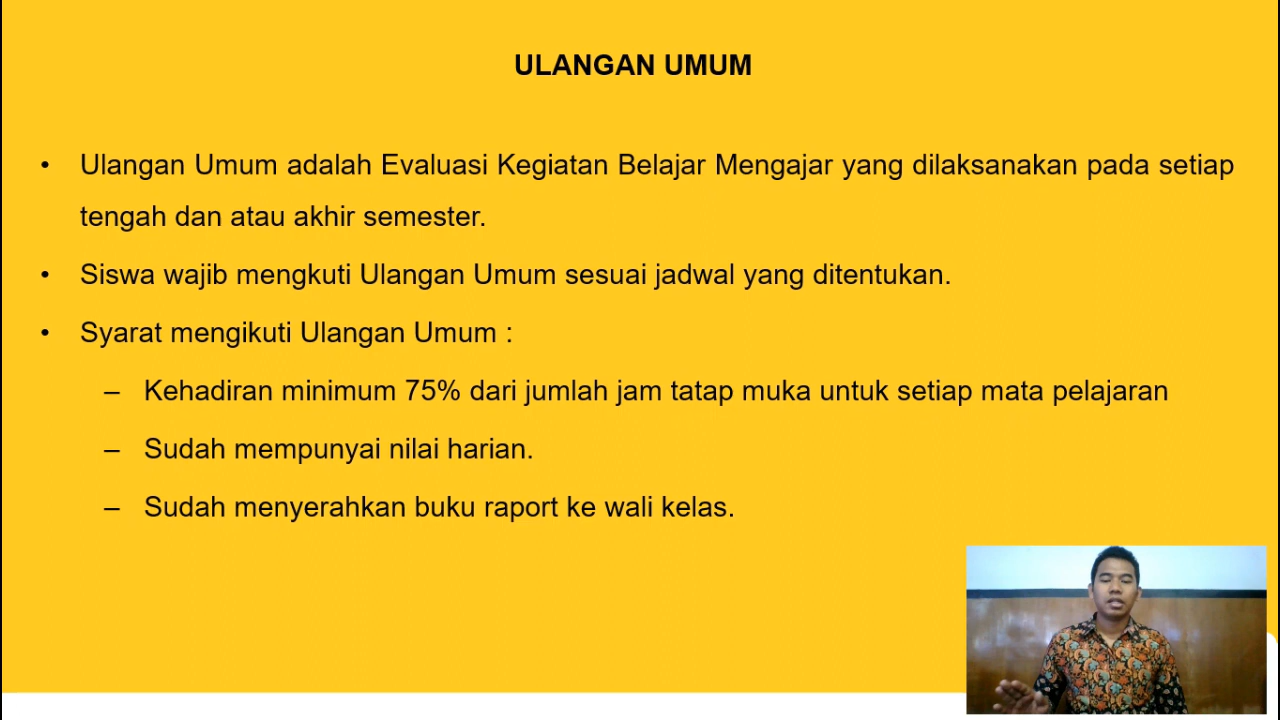 ULANGAN UMUM
• Ulangan Umum adalah Evaluasi Kegiatan Belajar Mengajar yang dilaksanakan pada setiap
tengah dan atau akhir semester.
• Siswa wajib mengkuti Ulangan Umum sesuai jadwal yang ditentukan.
• Syarat mengikuti Ulangan Umum :
– Kehadiran minimum 75% dari jumlah jam tatap muka untuk setiap mata pelajaran
– Sudah mempunyai nilai harian.
– Sudah menyerahkan buku raport ke wali kelas.